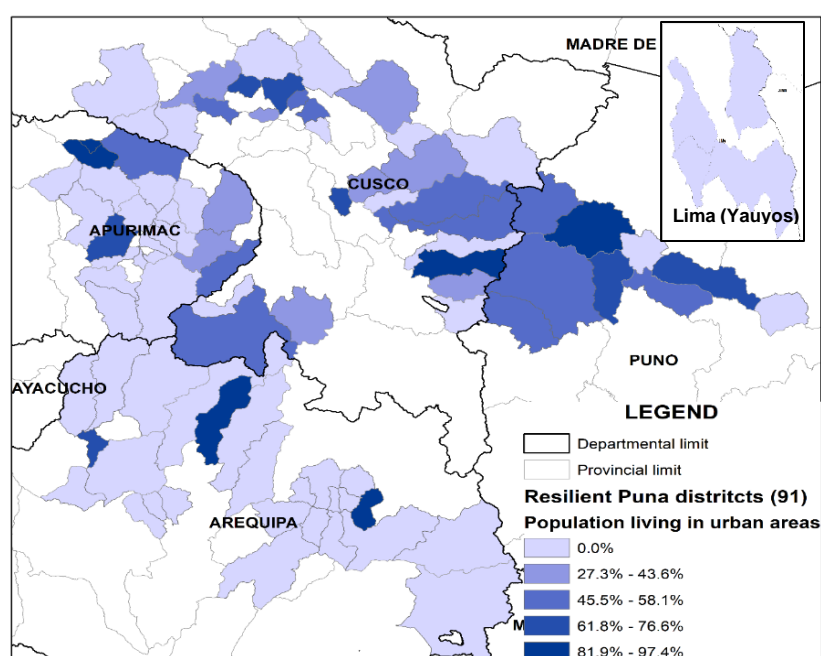 MADRE DE
Lima (Yauyos)
CUSCO
APURIMAC
PUNO
AYACUCHO
AREQUIPA
LEGEND
Departmental limit
Provincial limit
Resilient Puna distritcts (91)
Population living in urban areas
0.0%
27.3% - 43.6%
45.5% - 58.1%
M
61.8% - 76.6%
81.9% - 97.4%